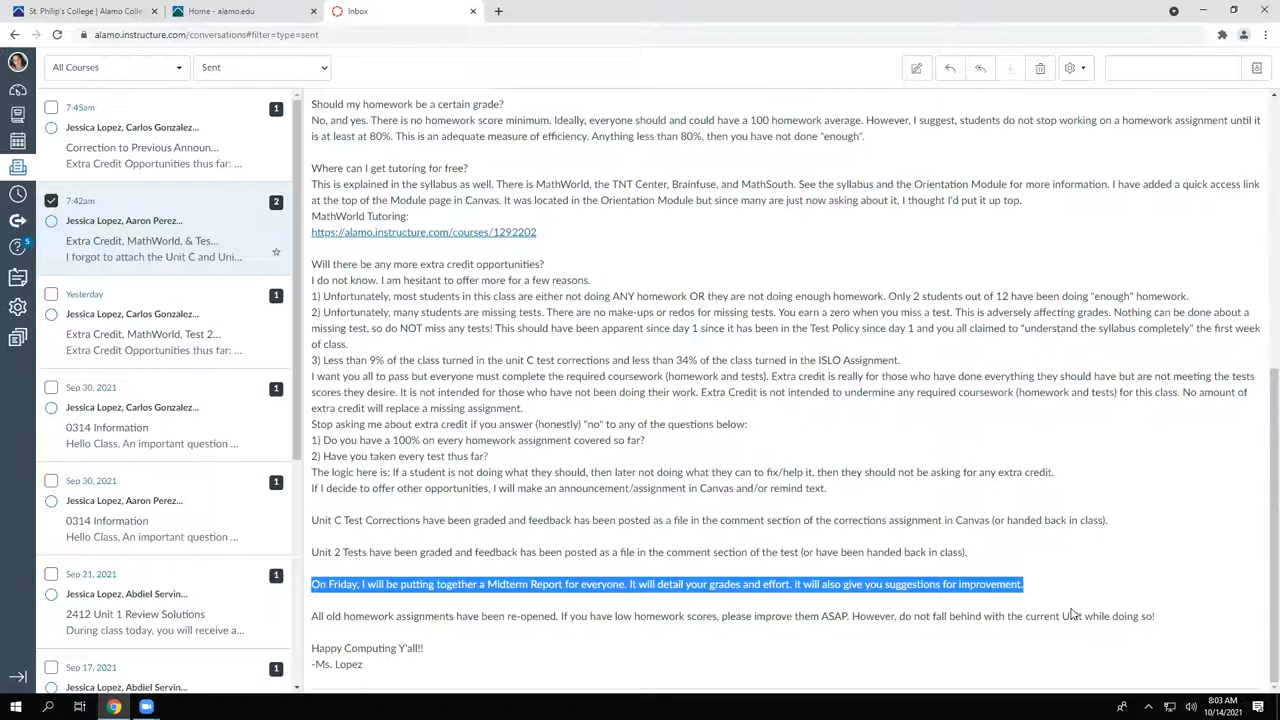 St. Philip's College | Alamo Colleg
Home - alamo.edu
Inbox
alamo.instructure.com/conversations#filter=type=sent
All Courses
Sent
7:45am
1
Jessica Lopez, Carlos Gonzalez...
Correction to Previous Announ...
Extra Credit Opportunities thus far: ...
7:42am
2
Jessica Lopez, Aaron Perez...
Extra Credit, MathWorld, & Tes...
I forgot to attach the Unit C and Uni...
Yesterday
1
Jessica Lopez, Carlos Gonzalez...
Extra Credit, MathWorld, Test 2...
Extra Credit Opportunities thus far: ...
Sep 30, 2021
1
Jessica Lopez, Carlos Gonzalez...
0314 Information
Hello Class, An important question ...
Sep 30, 2021
1
Jessica Lopez, Aaron Perez...
0314 Information
Hello Class, An important question ...
Sep 21, 2021
1
Jessica Lopez, Abdiel Servin...
2412 Unit 1 Review Solutions
During class today, you will receive a...
Sep 17, 2021
1
Jessica Lopez, Abdiel Servin...
5
Should my homework be a certain grade?
No, and yes. There is no homework score minimum. Ideally, everyone should and could have a 100 homework average. However, I suggest, students do not stop working on a homework assignment until it
is at least at 80%. This is an adequate measure of efficiency. Anything less than 80%, then you have not done "enough".
Where can I get tutoring for free?
This is explained in the syllabus as well. There is MathWorld, the TNT Center, Brainfuse, and MathSouth. See the syllabus and the Orientation Module for more information. I have added a quick access link
at the top of the Module page in Canvas. It was located in the Orientation Module but since many are just now asking about it, I thought I'd put it up top.
MathWorld Tutoring:
https://alamo.instructure.com/courses/1292202
Will there be any more extra credit opportunities?
I do not know. I am hesitant to offer more for a few reasons.
1) Unfortunately, most students in this class are either not doing ANY homework OR they are not doing enough homework. Only 2 students out of 12 have been doing "enough" homework.
2) Unfortunately, many students are missing tests. There are no make-ups or redos for missing tests. You earn a zero when you miss a test. This is adversely affecting grades. Nothing can be done about a
missing test, so do NOT miss any tests! This should have been apparent since day 1 since it has been in the Test Policy since day 1 and you all claimed to "understand the syllabus completely" the first week
of class.
3) Less than 9% of the class turned in the unit C test corrections and less than 34% of the class turned in the ISLO Assignment.
I want you all to pass but everyone must complete the required coursework (homework and tests). Extra credit is really for those who have done everything they should have but are not meeting the tests
scores they desire. It is not intended for those who have not been doing their work. Extra Credit is not intended to undermine any required coursework (homework and tests) for this class. No amount of
extra credit will replace a missing assignment.
Stop asking me about extra credit if you answer (honestly) "no" to any of the questions below:
1) Do you have a 100% on every homework assignment covered so far?
2) Have you taken every test thus far?
The logic here is: If a student is not doing what they should, then later not doing what they can to fix/help it, then they should not be asking for any extra credit.
If I decide to offer other opportunities, I will make an announcement/assignment in Canvas and/or remind text.
Unit C Test Corrections have been graded and feedback has been posted as a file in the comment section of the corrections assignment in Canvas (or handed back in class).
Unit 2 Tests have been graded and feedback has been posted as a file in the comment section of the test (or have been handed back in class).
On Friday, I will be putting together a Midterm Report for everyone. It will detail your grades and effort. it will also give you suggestions for improvement.
All old homework assignments have been re-opened. If you have low homework scores, please improve them ASAP. However, do not fall behind with the current Unit while doing so!
Happy Computing Y'all!!
-Ms. Lopez
8:03 AM
10/14/2021